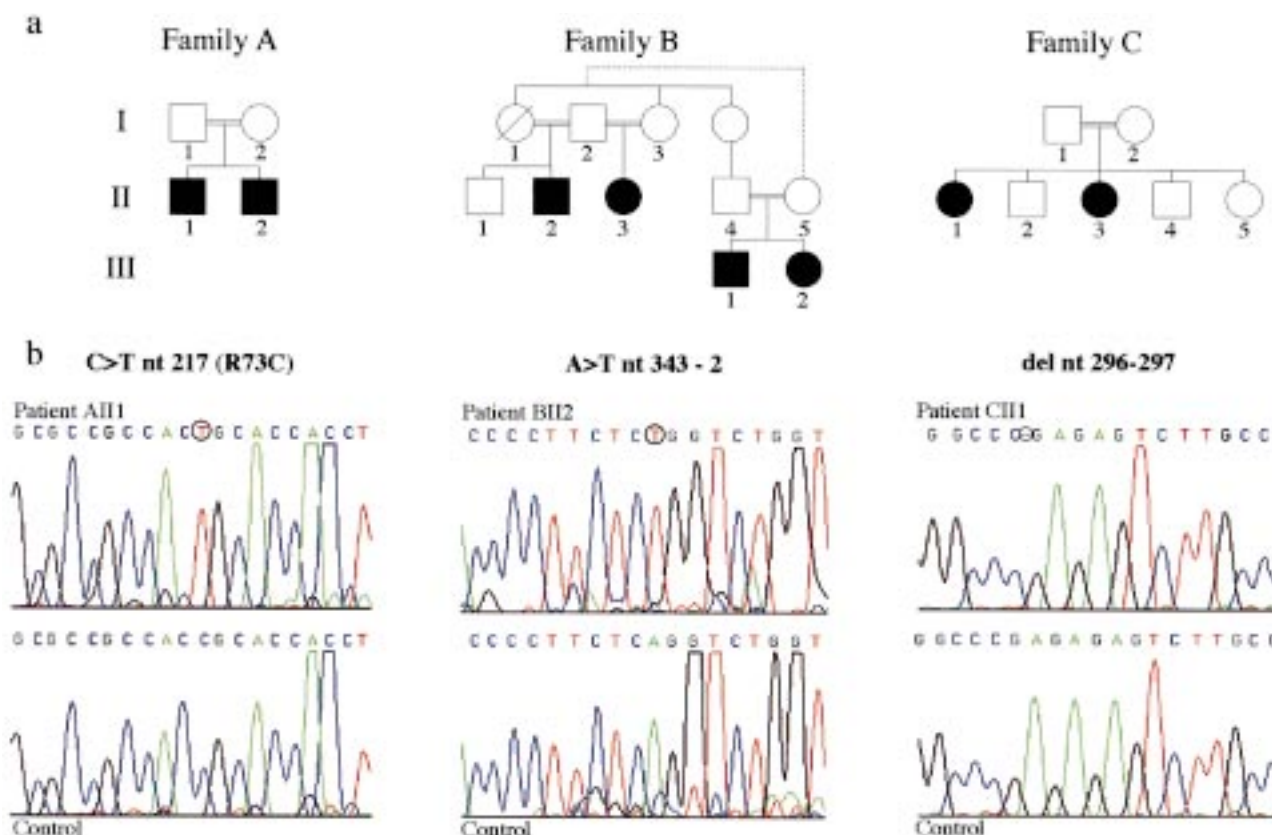 a
Family A Family B Family C
I
1 2 1 2 3 1 2
II
1 2 1 2 3 4 5 1 2 3 4 5
III
1 2
b
C>T nt 217 (R73C) A>T nt 343 - 2 del nt 296-297
Patient AII1 Patient BII2 Patient CII1
G C G C C G C C A C T G C A C C A C C T C C C C T T C T C T G G T C T G G T G G C C C G A G A G T C T T G C C
G C G C C G C C A C C G C A C C A C C T C C C C T T C T C A G G T C T G G T G G C C C G A G A G A G T C T T G C
Control Control Control